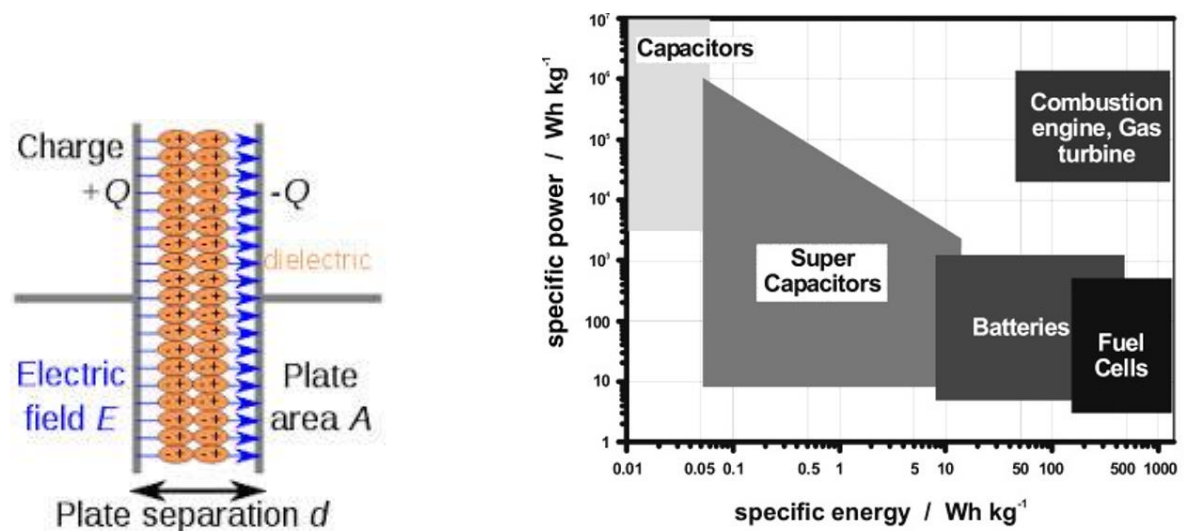 Charge
+Q
-Q
dielectric
Electric
field E
Plate
area A
Plate separation d
specific power / Wh kg⁻¹
10⁷
10⁶
10⁵
10⁴
10³
100
10
1
Capacitors
Combustion
engine, Gas
turbine
Super
Capacitors
Batteries
Fuel
Cells
0.01 0.05 0.1 0.5 1 5 10 50 100 500 1000
specific energy / Wh kg⁻¹